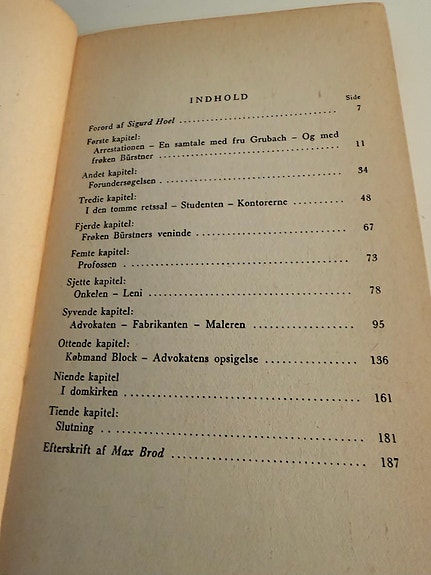 INDHOLD
Side
Forord af Sigurd Hoel .......................... 7
Første kapitel:
Arrestationen – En samtale med fru Grubach – Og med
frøken Bürstner .............................. 11
Andet kapitel:
Forundersøgelsen .............................. 34
Tredie kapitel:
I den tomme retssal – Studenten – Kontorerne ........ 48
Fjerde kapitel:
Frøken Bürstners veninde ........................ 67
Femte kapitel:
Profossen .................................. 73
Sjette kapitel:
Onkelen – Leni .............................. 78
Syvende kapitel:
Advokaten – Fabrikanten – Maleren ................ 95
Ottende kapitel:
Købmand Block – Advokatens opsigelse .............. 136
Niende kapitel
I domkirken ................................ 161
Tiende kapitel:
Slutning .................................. 181
Efterskrift af Max Brod .......................... 187